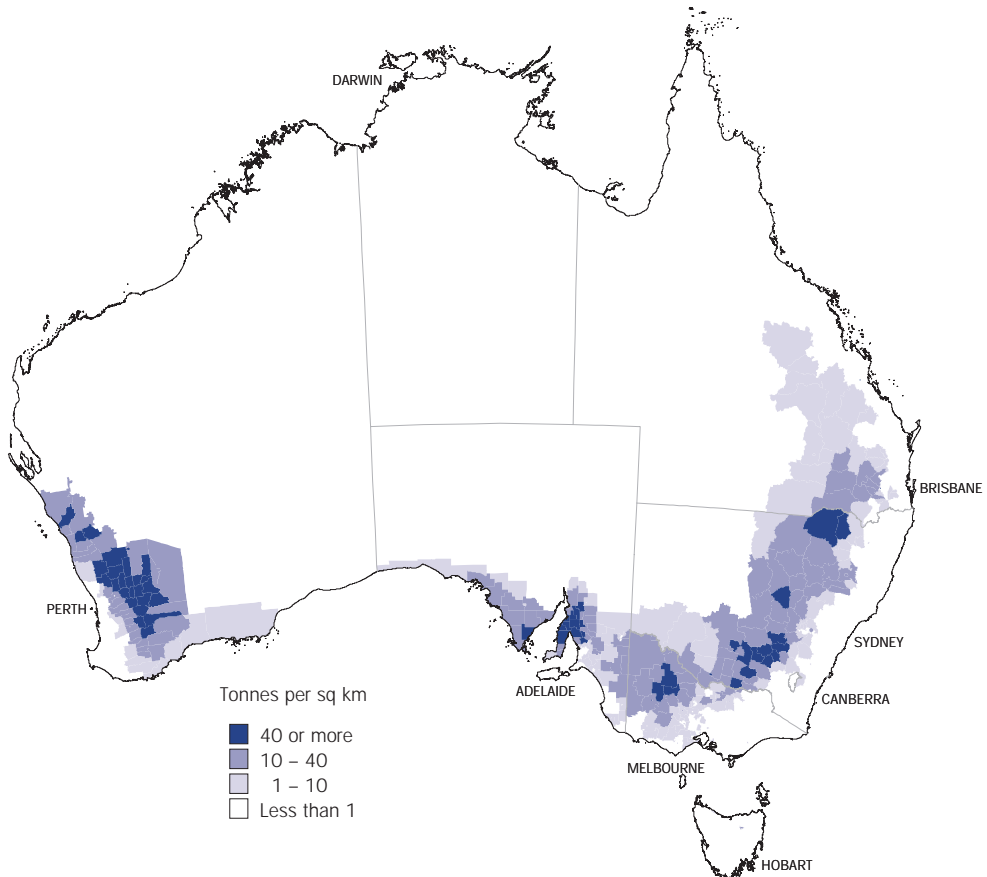 DARWIN
BRISBANE
PERTH
SYDNEY
ADELAIDE
CANBERRA
Tonnes per sq km
40 or more
10 – 40
1 – 10
Less than 1
MELBOURNE
HOBART